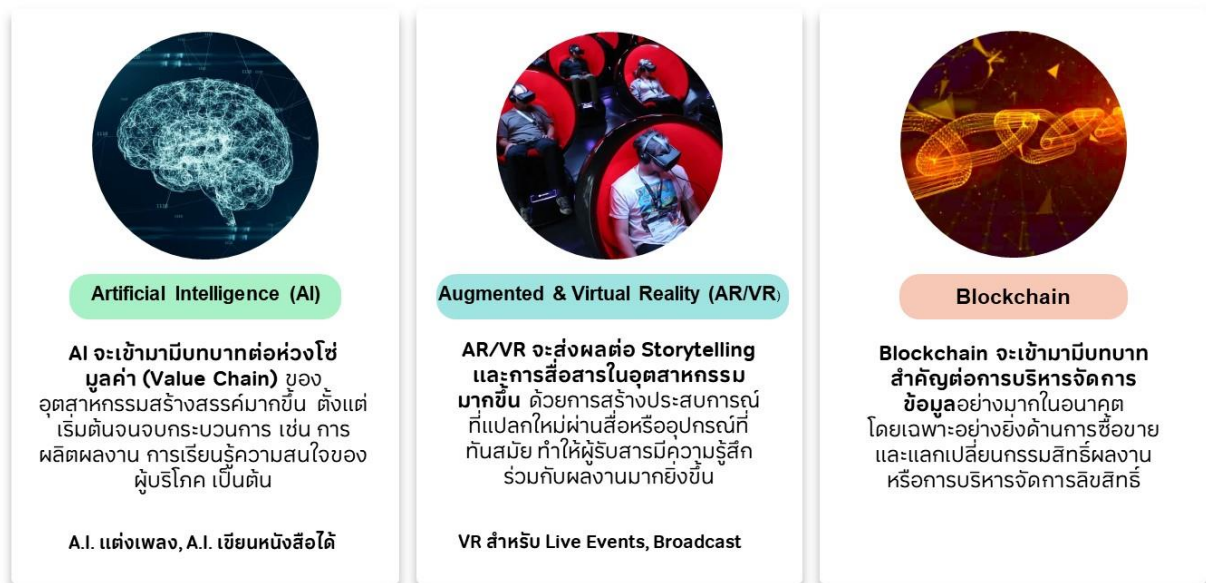 Artificial Intelligence (AI)
AI จะเข้ามามีบทบาทต่อห่วงโซ่
มูลค่า (Value Chain) ของ
อุตสาหกรรมสร้างสรรค์มากขึ้น ตั้งแต่
เริ่มต้นจนจบกระบวนการ เช่น การ
ผลิตผลงาน การเรียนรู้ความสนใจของ
ผู้บริโภค เป็นต้น
A.I. แต่งเพลง, A.I. เขียนหนังสือได้
Augmented & Virtual Reality (AR/VR)
AR/VR จะส่งผลต่อ Storytelling
และการสื่อสารในอุตสาหกรรม
มากขึ้น ด้วยการสร้างประสบการณ์
ที่แปลกใหม่ผ่านสื่อหรืออุปกรณ์ที่
ทันสมัย ทำให้ผู้รับสารมีความรู้สึก
ร่วมกับผลงานมากยิ่งขึ้น
VR สำหรับ Live Events, Broadcast
Blockchain
Blockchain จะเข้ามามีบทบาท
สำคัญต่อการบริหารจัดการ
ข้อมูลอย่างมากในอนาคต
โดยเฉพาะอย่างยิ่งด้านการซื้อขาย
และแลกเปลี่ยนกรรมสิทธิ์ผลงาน
หรือการบริหารจัดการลิขสิทธิ์